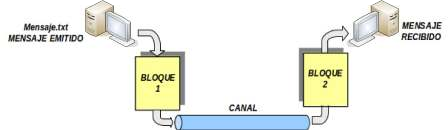 Mensaje.txt
MENSAJE EMITIDO
BLOQUE
1
CANAL
BLOQUE
2
MENSAJE
RECIBIDO